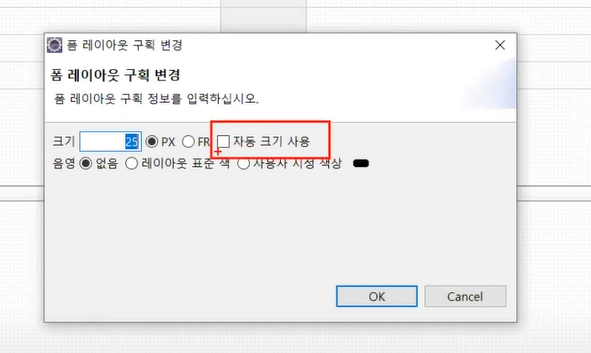 폼 레이아웃 구획 변경
폼 레이아웃 구획 변경
폼 레이아웃 구획 정보를 입력하십시오.
크기 25 PX FR 자동 크기 사용
음영 없음 레이아웃 표준 색 사용자 지정 색상
OK Cancel